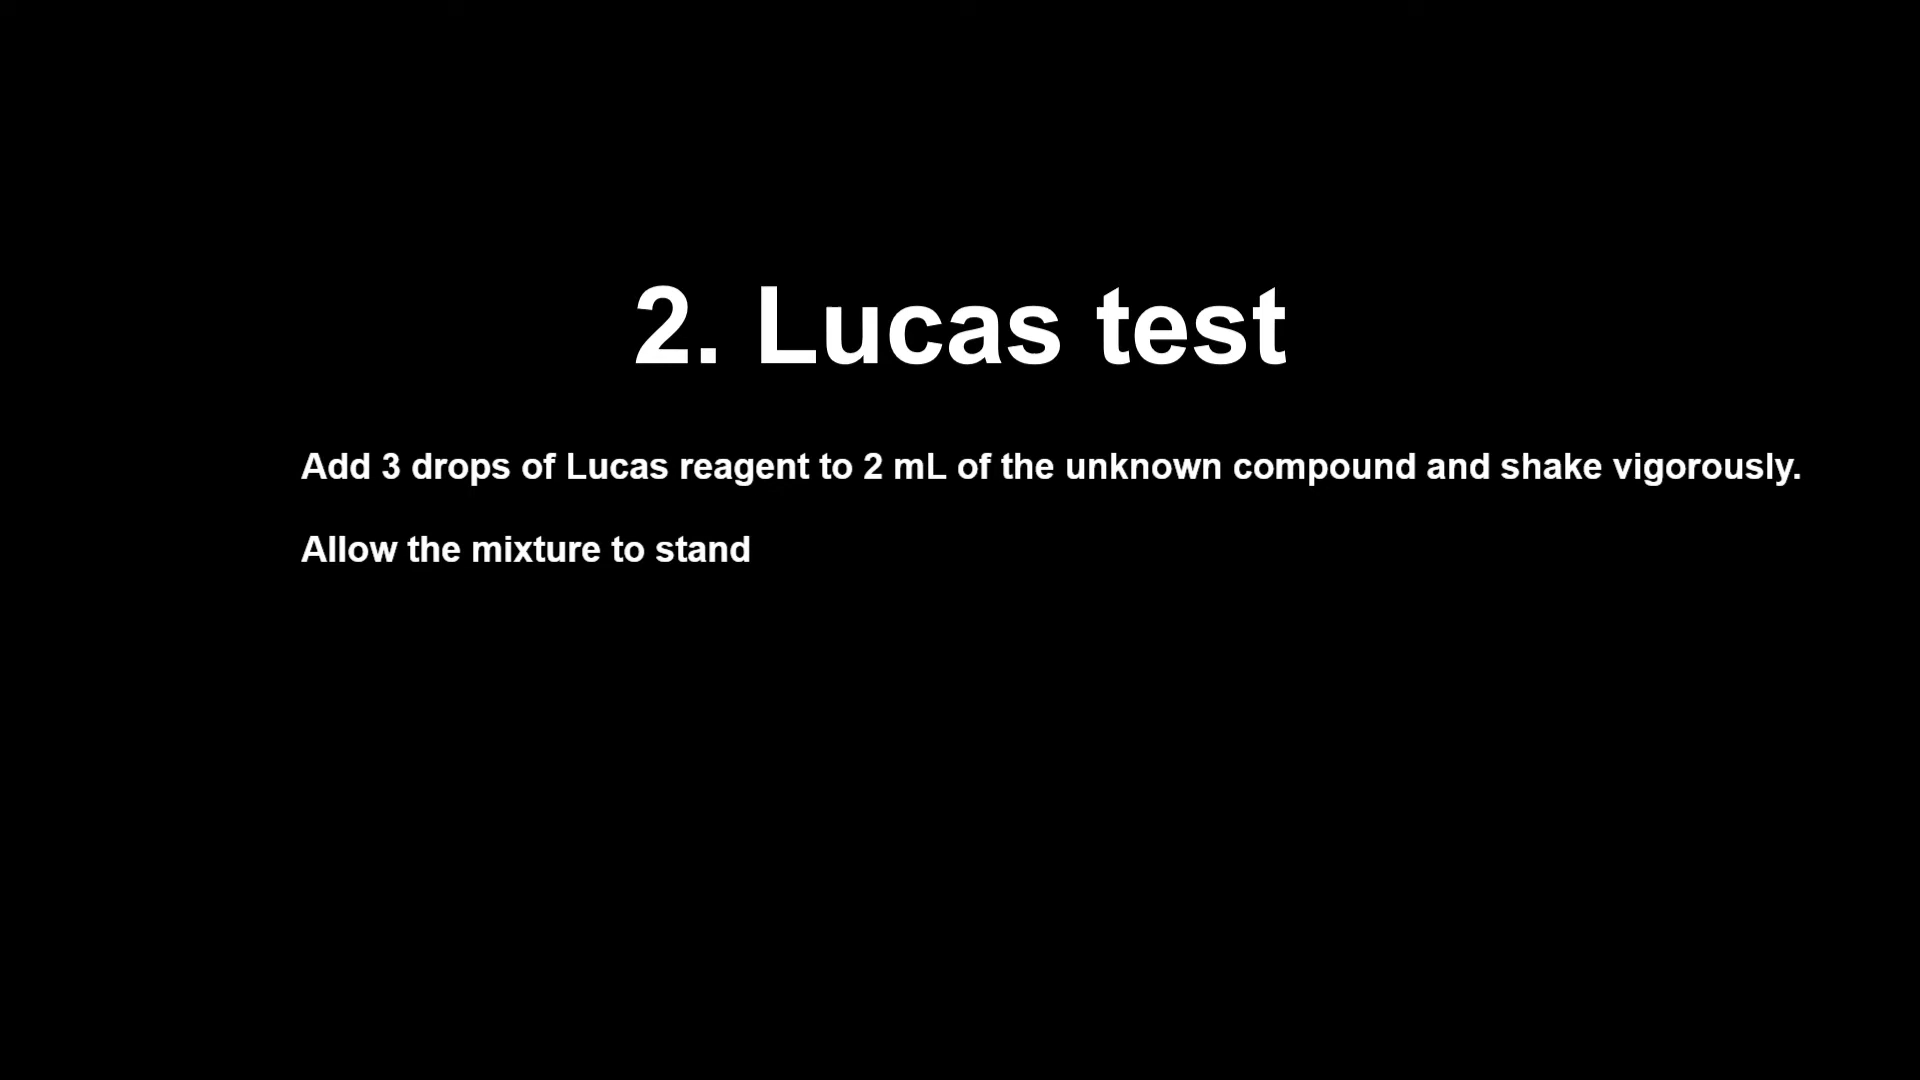 2. Lucas test
Add 3 drops of Lucas reagent to 2 mL of the unknown compound and shake vigorously.
Allow the mixture to stand